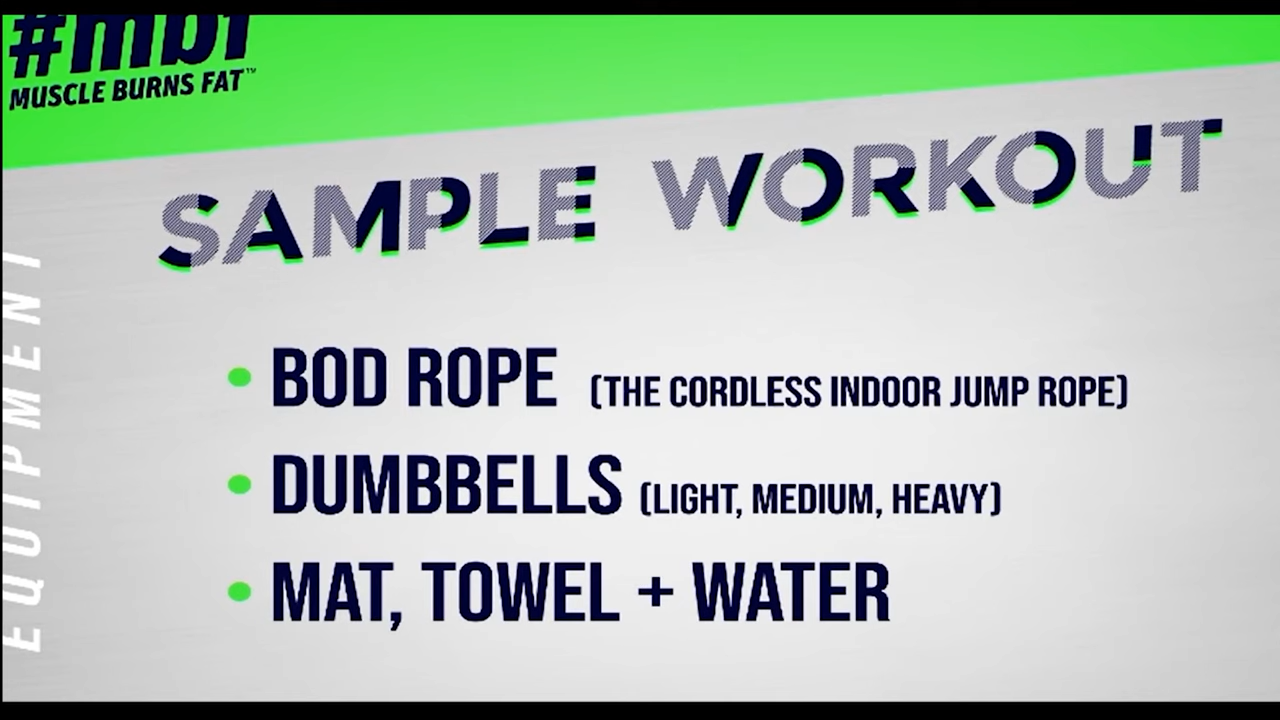 #mbf
MUSCLE BURNS FAT™
SAMPLE WORKOUT
EQUIPMENT
• BOD ROPE (THE CORDLESS INDOOR JUMP ROPE)
• DUMBBELLS (LIGHT, MEDIUM, HEAVY)
• MAT, TOWEL + WATER